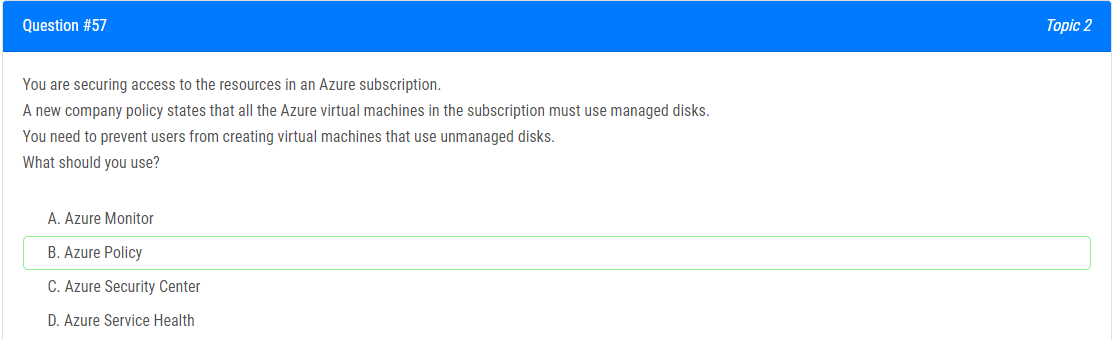 Question #57
Topic 2
You are securing access to the resources in an Azure subscription.
A new company policy states that all the Azure virtual machines in the subscription must use managed disks.
You need to prevent users from creating virtual machines that use unmanaged disks.
What should you use?
A. Azure Monitor
B. Azure Policy
C. Azure Security Center
D. Azure Service Health